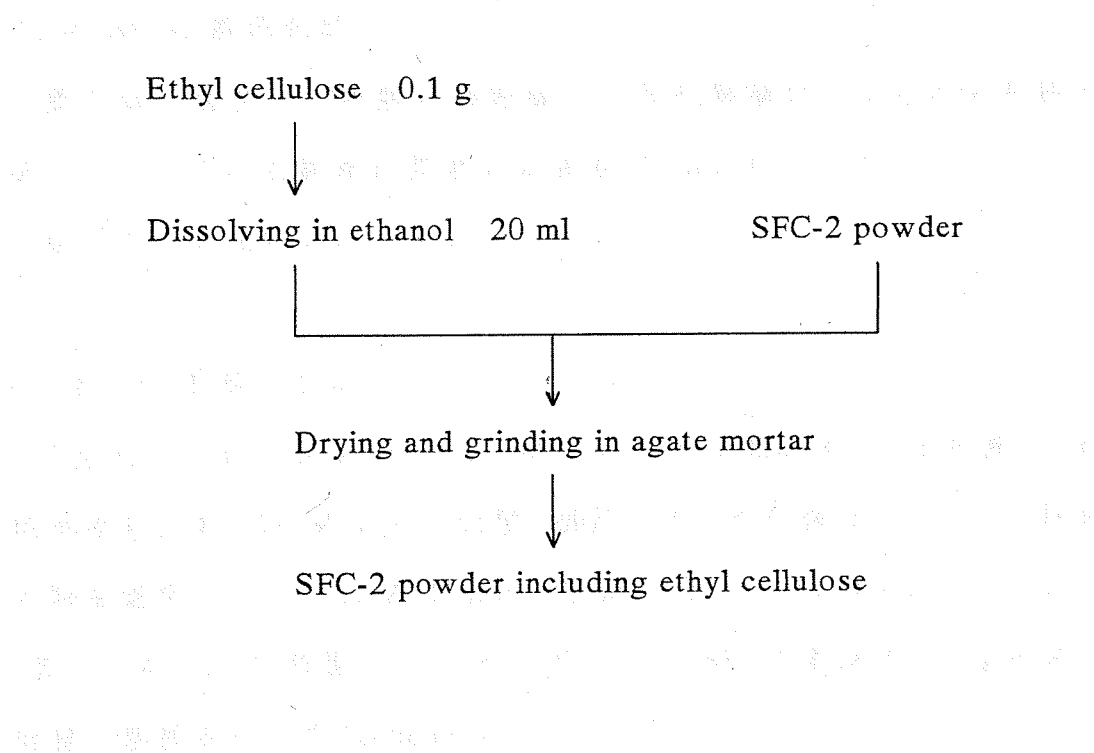 Ethyl cellulose 0.1 g
Dissolving in ethanol 20 ml SFC-2 powder
Drying and grinding in agate mortar
SFC-2 powder including ethyl cellulose